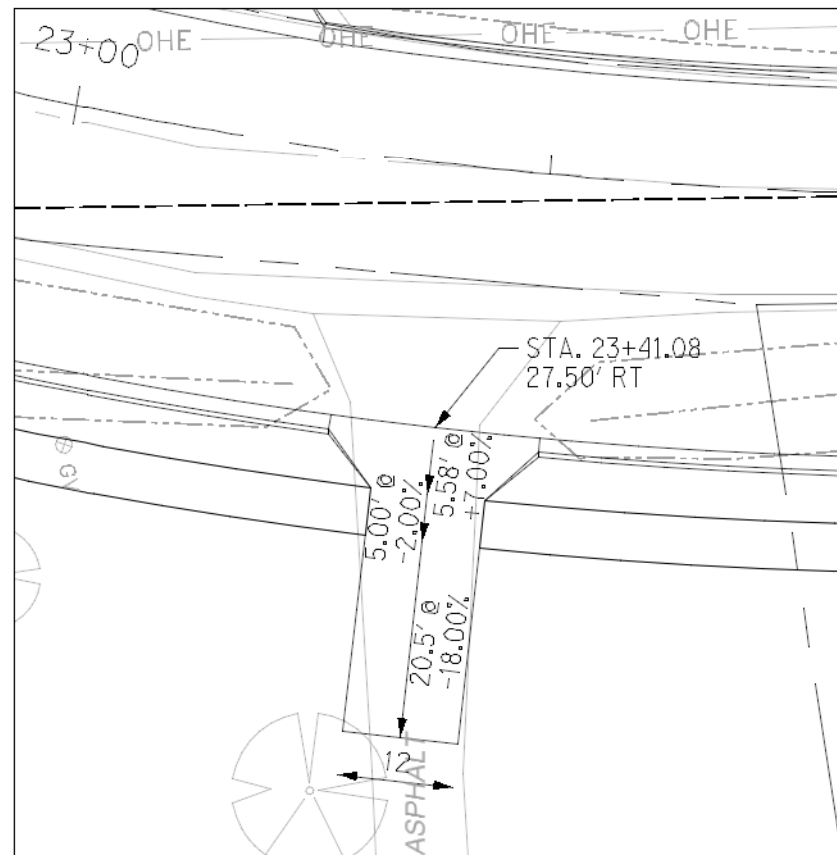 23+00
OHE
OHE
OHE
OHE
STA. 23+41.08
27.50' RT
GV
5.00' @
-2.00%
5.58' @
+7.00%
20.5' @
-18.00%
12
ASPHALT